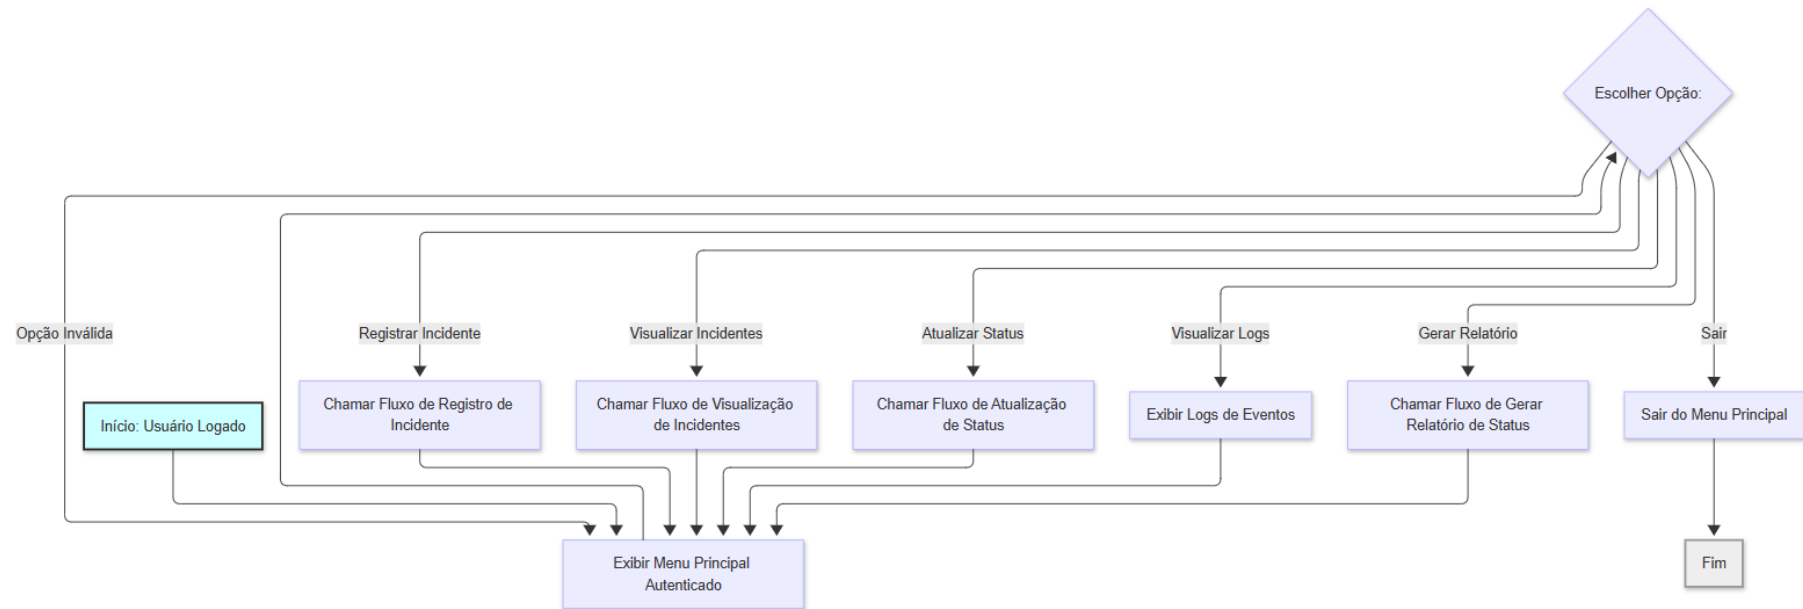 Escolher Opção:
Opção Inválida
Registrar Incidente
Visualizar Incidentes
Atualizar Status
Visualizar Logs
Gerar Relatório
Sair
Início: Usuário Logado
Chamar Fluxo de Registro de
Incidente
Chamar Fluxo de Visualização
de Incidentes
Chamar Fluxo de Atualização
de Status
Exibir Logs de Eventos
Chamar Fluxo de Gerar
Relatório de Status
Sair do Menu Principal
Exibir Menu Principal
Autenticado
Fim